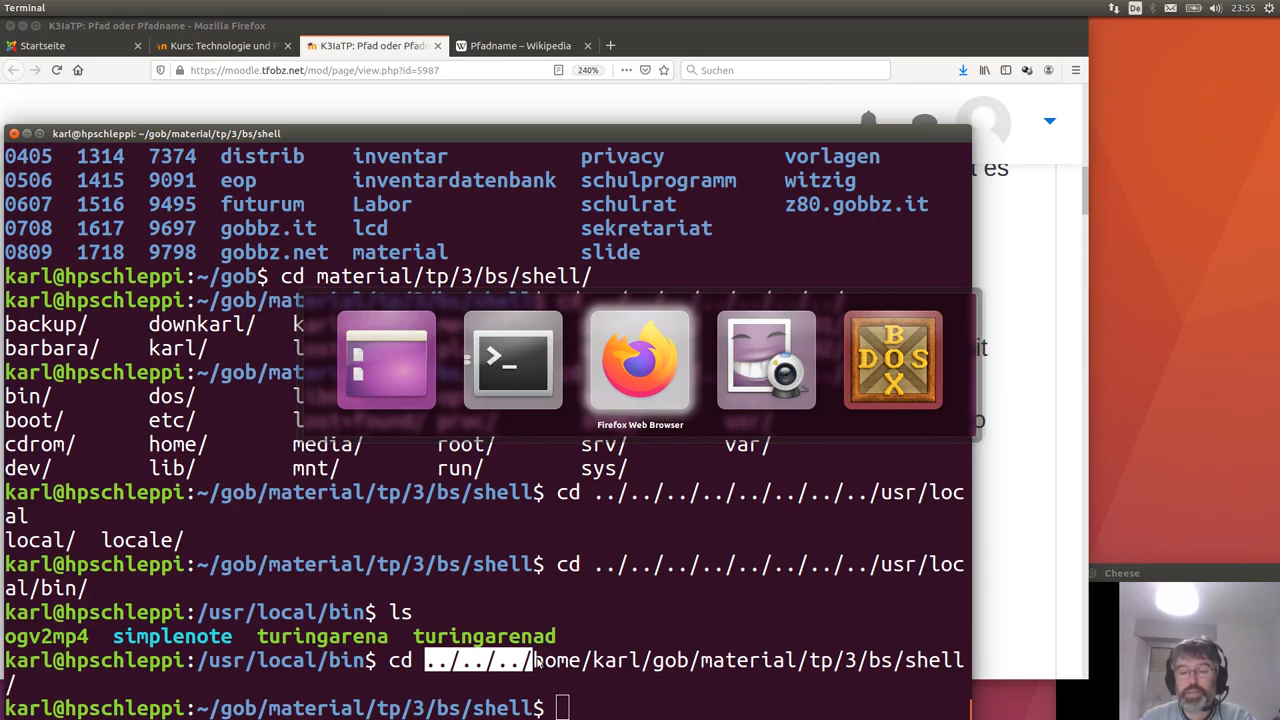 Terminal
De
23:55
K3IaTP: Pfad oder Pfadname - Mozilla Firefox
Startseite
Kurs: Technologie und P
K3IaTP: Pfad oder Pfadn
Pfadname – Wikipedia
https://moodle.tfobz.net/mod/page/view.php?id=5987
240%
Suchen
karl@hpschleppi: ~/gob/material/tp/3/bs/shell
t es
0405 1314 7374 distrib inventar privacy vorlagen
0506 1415 9091 eop inventardatenbank schulprogramm witzig
0607 1516 9495 futurum Labor schulrat z80.gobbz.it
0708 1617 9697 gobbz.it lcd sekretariat
0809 1718 9798 gobbz.net material slide
karl@hpschleppi:~/gob$ cd material/tp/3/bs/shell/
karl@hpschleppi:~/gob/mat
backup/ downkarl/
barbara/ karl/
karl@hpschleppi:~/gob/mat
bin/ dos/
boot/ etc/
cdrom/ home/ media/ root/ srv/ var/
dev/ lib/ mnt/ run/ sys/
Firefox Web Browser
karl@hpschleppi:~/gob/material/tp/3/bs/shell$ cd ../../../../../../../usr/loc
al
local/ locale/
karl@hpschleppi:~/gob/material/tp/3/bs/shell$ cd ../../../../../../../usr/loc
al/bin/
karl@hpschleppi:/usr/local/bin$ ls
ogv2mp4 simplenote turingarena turingarenad
karl@hpschleppi:/usr/local/bin$ cd ../../../home/karl/gob/material/tp/3/bs/shell
/
karl@hpschleppi:~/gob/material/tp/3/bs/shell$
DOS
BOX
Cheese